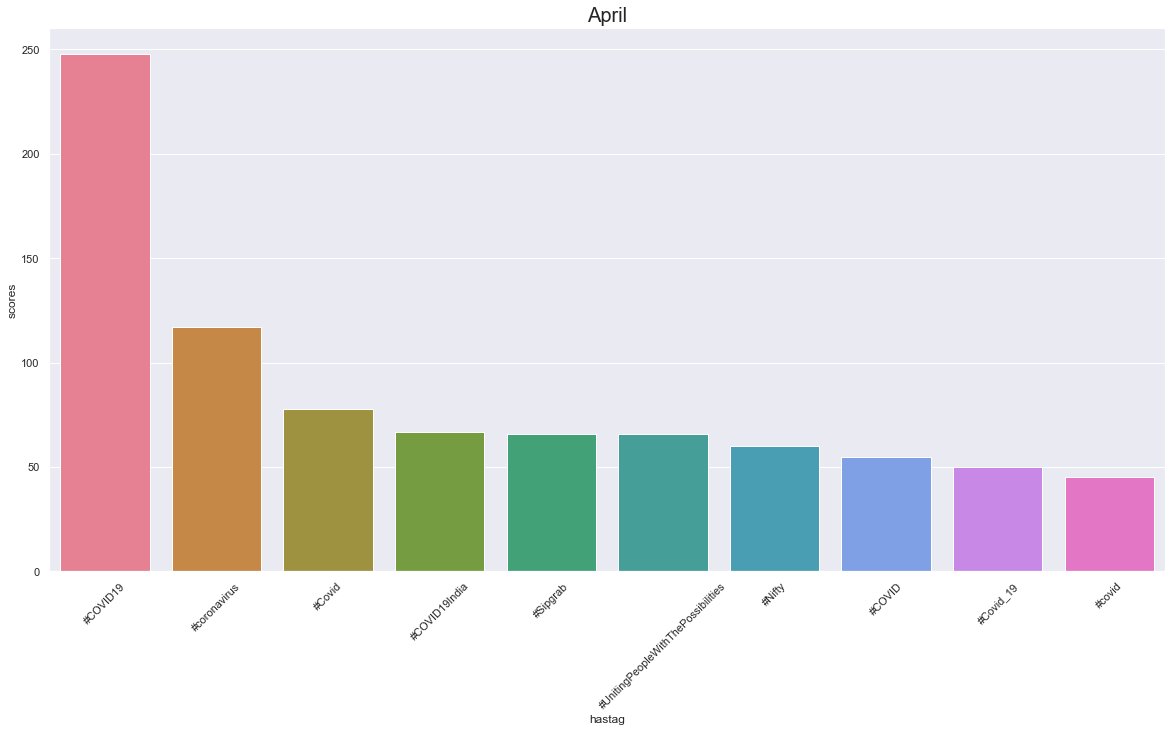 April
250
200
150
100
50
0
scores
#COVID19
#coronavirus
#Covid
#COVID19India
#Sipgrab
#UnitingPeopleWithThePossibilities
#Nifty
#COVID
#Covid_19
#covid
hastag